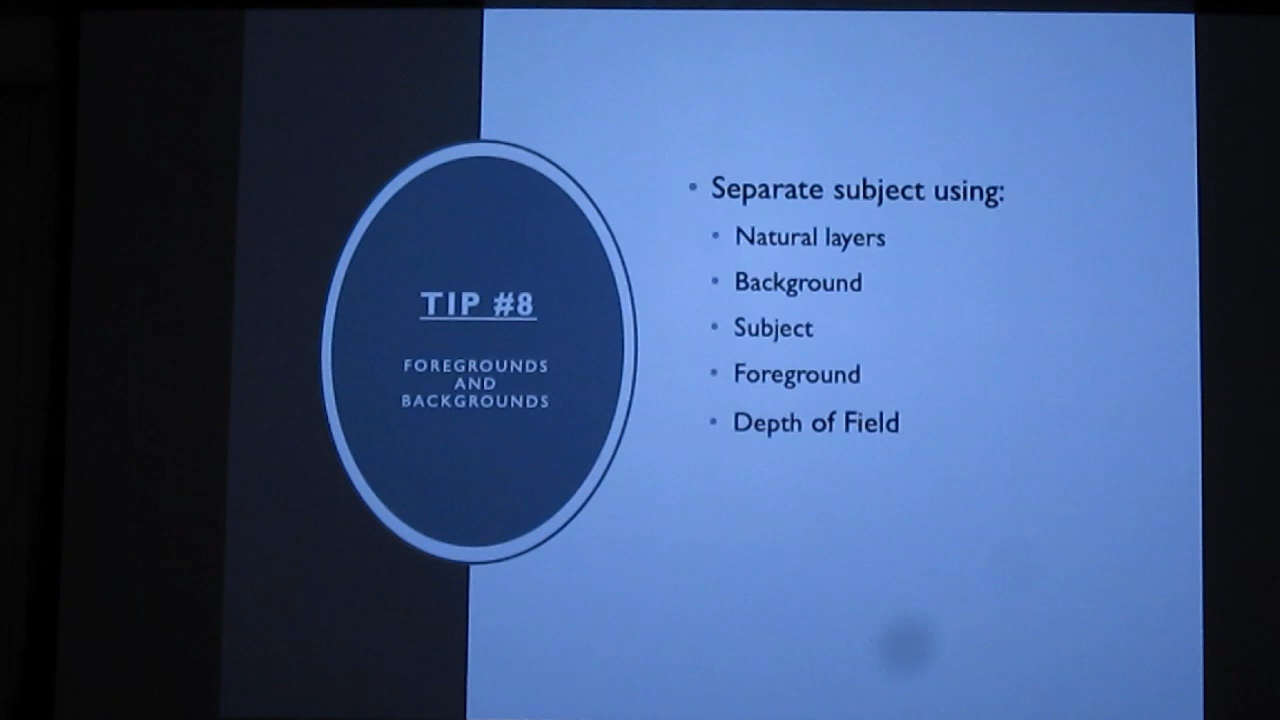 TIP #8
FOREGROUNDS
AND
BACKGROUNDS
• Separate subject using:
• Natural layers
• Background
• Subject
• Foreground
• Depth of Field